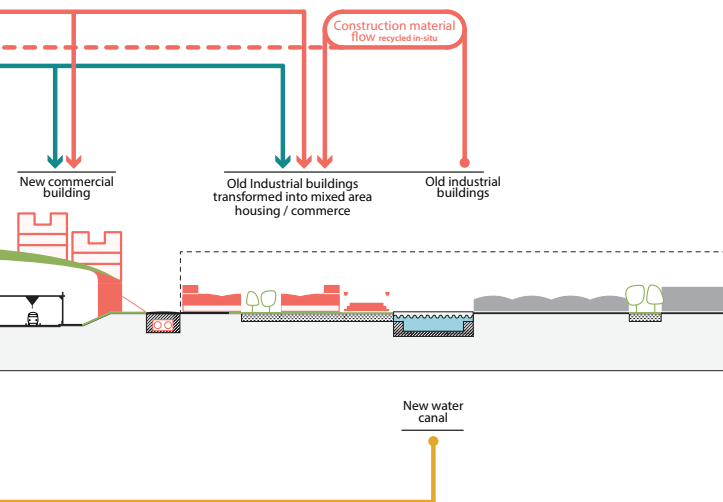 Construction material
flow recycled in-situ
New commercial
building
Old Industrial buildings
transformed into mixed area
housing / commerce
Old industrial
buildings
New water
canal